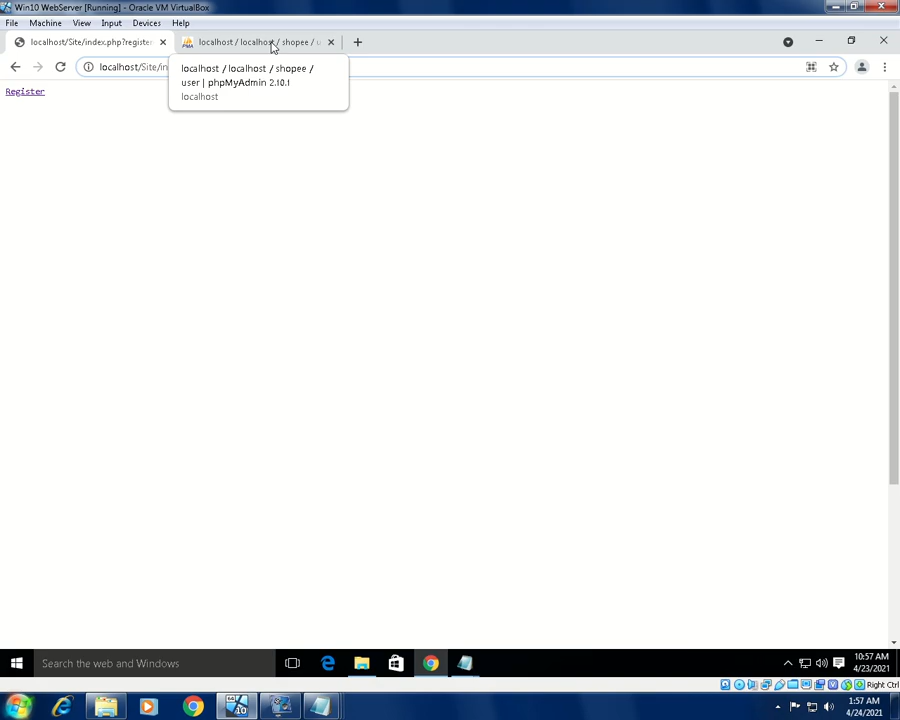 Win10 WebServer [Running] - Oracle VM VirtualBox
File Machine View Input Devices Help
localhost/Site/index.php?register
localhost / localhost / shopee / u
localhost/Site/in
localhost / localhost / shopee /
user | phpMyAdmin 2.10.1
localhost
Register
Search the web and Windows
10:57 AM
4/23/2021
Right Ctrl
1:57 AM
4/24/2021